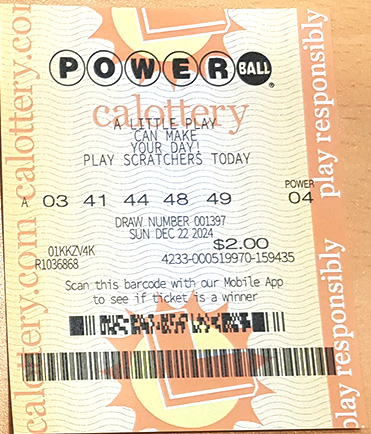 POWER BALL
calottery
A LITTLE PLAY
CAN MAKE
YOUR DAY!
PLAY SCRATCHERS TODAY
POWER
A 03 41 44 48 49 04
DRAW NUMBER 001397
SUN DEC 22 2024
$2.00
01KKZV4K
R1036868 4233-000519970-159435
Scan this barcode with our Mobile App
to see if ticket is a winner
calottery.com calottery.com
play responsibly
play responsibly